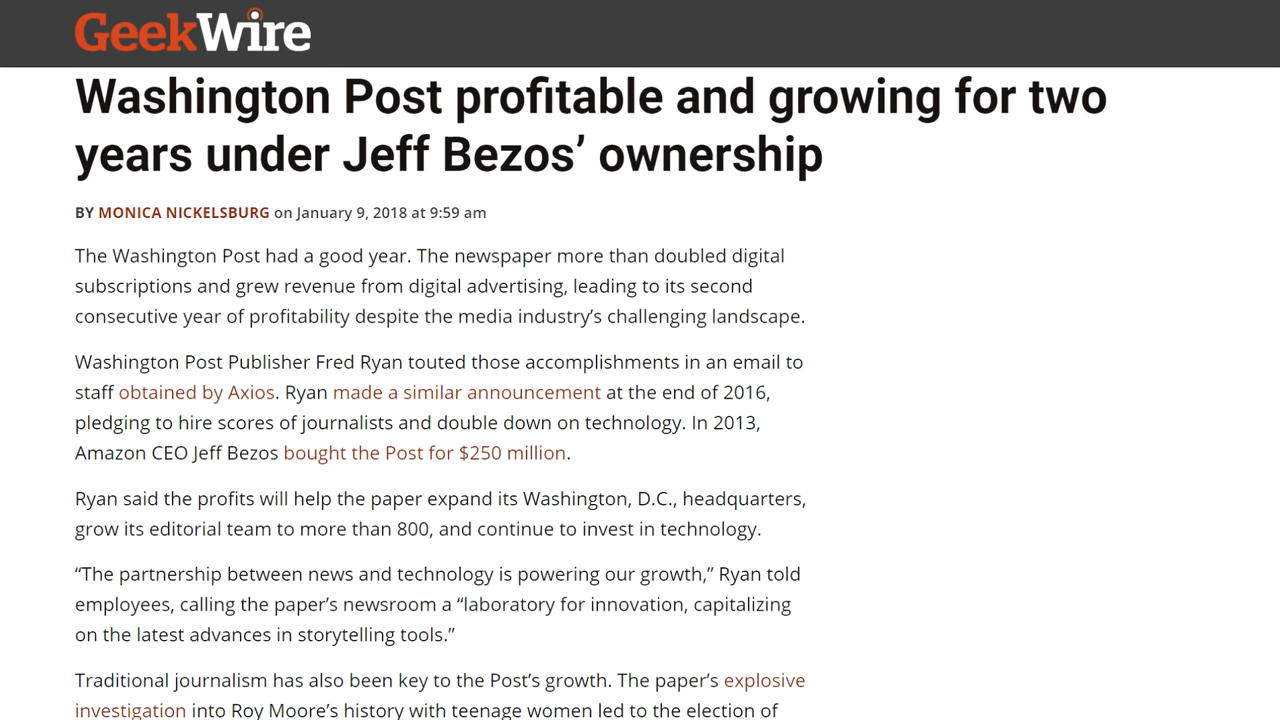 GeekWire
Washington Post profitable and growing for two
years under Jeff Bezos’ ownership
BY MONICA NICKELSBURG on January 9, 2018 at 9:59 am
The Washington Post had a good year. The newspaper more than doubled digital
subscriptions and grew revenue from digital advertising, leading to its second
consecutive year of profitability despite the media industry’s challenging landscape.
Washington Post Publisher Fred Ryan touted those accomplishments in an email to
staff obtained by Axios. Ryan made a similar announcement at the end of 2016,
pledging to hire scores of journalists and double down on technology. In 2013,
Amazon CEO Jeff Bezos bought the Post for $250 million.
Ryan said the profits will help the paper expand its Washington, D.C., headquarters,
grow its editorial team to more than 800, and continue to invest in technology.
“The partnership between news and technology is powering our growth,” Ryan told
employees, calling the paper’s newsroom a “laboratory for innovation, capitalizing
on the latest advances in storytelling tools.”
Traditional journalism has also been key to the Post’s growth. The paper’s explosive
investigation into Roy Moore’s history with teenage women led to the election of